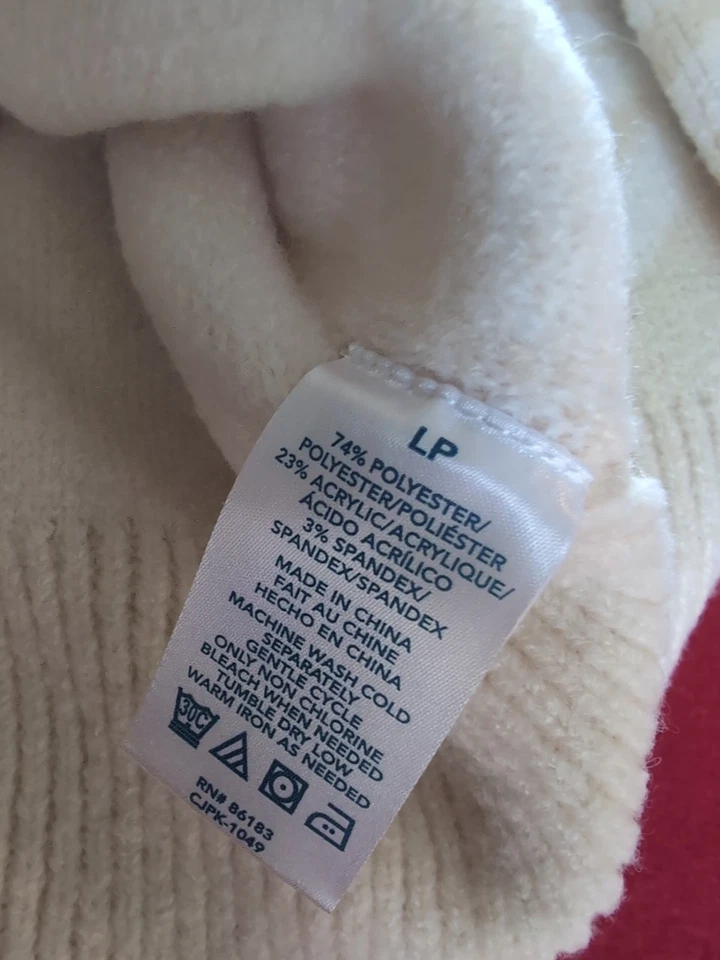 LP
74% POLYESTER/
POLYESTER/POLIÉSTER
23% ACRYLIC/ACRYLIQUE/
ÁCIDO ACRÍLICO
3% SPANDEX/
SPANDEX/SPANDEX
MADE IN CHINA
FAIT AU CHINE
HECHO EN CHINA
MACHINE WASH COLD
SEPARATELY
GENTLE CYCLE
ONLY NON CHLORINE
BLEACH WHEN NEEDED
TUMBLE DRY LOW
WARM IRON AS NEEDED
30C
RN# 86183
CJPK-1049